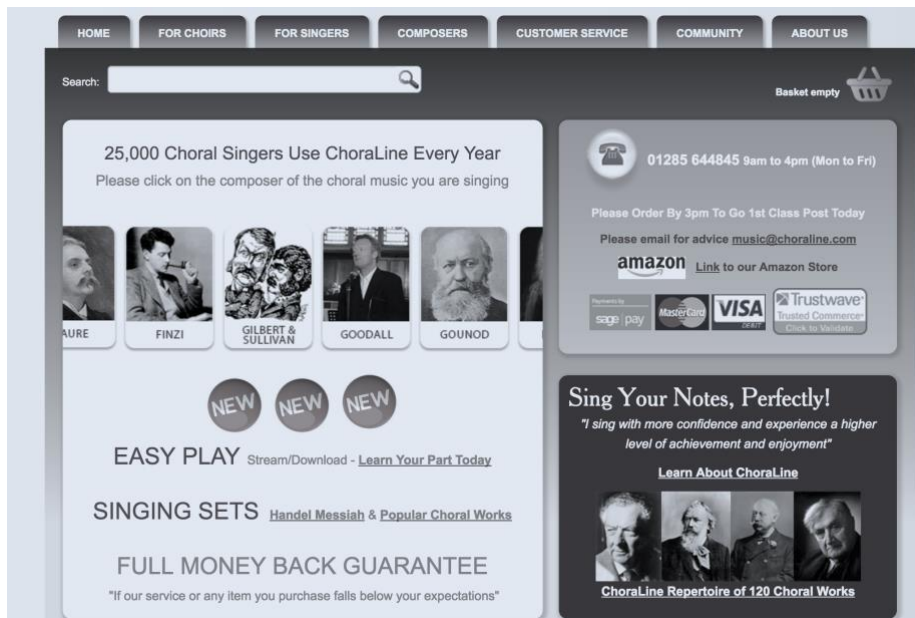 HOME FOR CHOIRS FOR SINGERS COMPOSERS CUSTOMER SERVICE COMMUNITY ABOUT US
Search:
Basket empty
25,000 Choral Singers Use ChoraLine Every Year
Please click on the composer of the choral music you are singing
AURE FINZI GILBERT &
SULLIVAN GOODALL GOUNOD
NEW NEW NEW
EASY PLAY Stream/Download - Learn Your Part Today
SINGING SETS Handel Messiah & Popular Choral Works
FULL MONEY BACK GUARANTEE
"If our service or any item you purchase falls below your expectations"
01285 644845 9am to 4pm (Mon to Fri)
Please Order By 3pm To Go 1st Class Post Today
Please email for advice music@choraline.com
amazon Link to our Amazon Store
Payments by
sage pay MasterCard VISA
DEBIT
Trustwave
Trusted Commerce
Click to Validate
Sing Your Notes, Perfectly!
"I sing with more confidence and experience a higher
level of achievement and enjoyment"
Learn About ChoraLine
ChoraLine Repertoire of 120 Choral Works